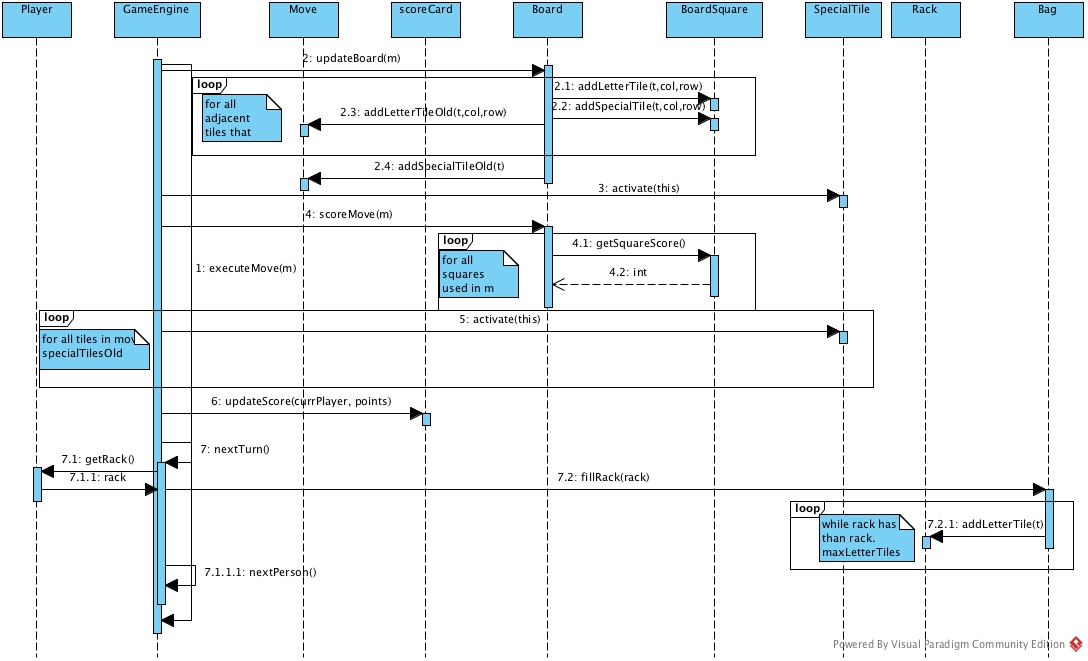 Player
GameEngine
Move
scoreCard
Board
BoardSquare
SpecialTile
Rack
Bag
2: updateBoard(m)
loop
for all
adjacent
tiles that
2.1: addLetterTile(t,col,row)
2.2: addSpecialTile(t,col,row)
2.3: addLetterTileOld(t,col,row)
2.4: addSpecialTileOld(t)
3: activate(this)
4: scoreMove(m)
loop
for all
squares
used in m
4.1: getSquareScore()
4.2: int
1: executeMove(m)
loop
for all tiles in mov
specialTilesOld
5: activate(this)
6: updateScore(currPlayer, points)
7: nextTurn()
7.1: getRack()
7.1.1: rack
7.2: fillRack(rack)
loop
while rack has
than rack.
maxLetterTiles
7.2.1: addLetterTile(t)
7.1.1.1: nextPerson()
Powered By Visual Paradigm Community Edition